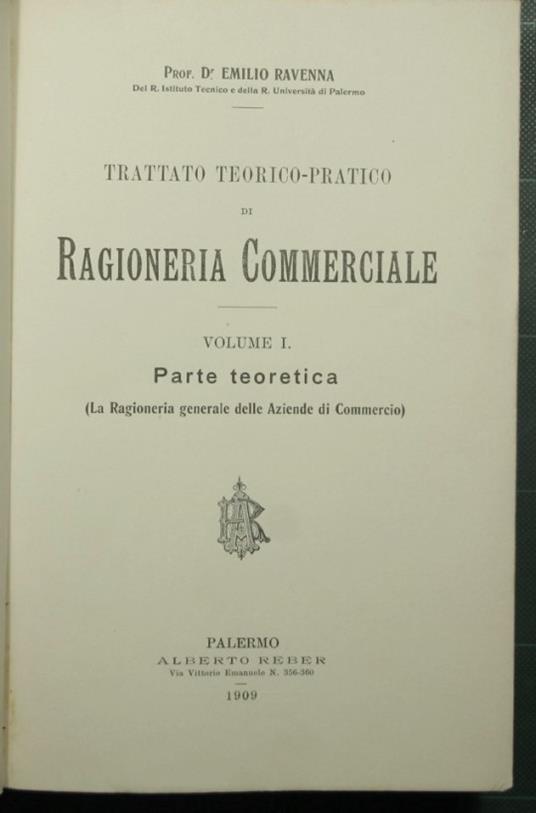 Prof. Dr EMILIO RAVENNA
Del R. Istituto Tecnico e della R. Università di Palermo
TRATTATO TEORICO-PRATICO
DI
RAGIONERIA COMMERCIALE
VOLUME I.
Parte teoretica
(La Ragioneria generale delle Aziende di Commercio)
PALERMO
ALBERTO REBER
Via Vittorio Emanuele N. 356-360
1909